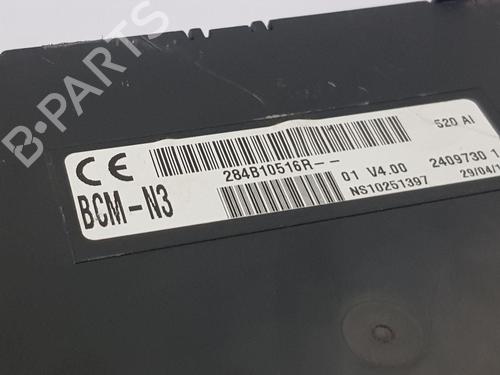 B-PARTS
520 AI
CE
284B10516R--
BCM-N3
01 V4.00
2409730 1
NS10251397
29/04/1